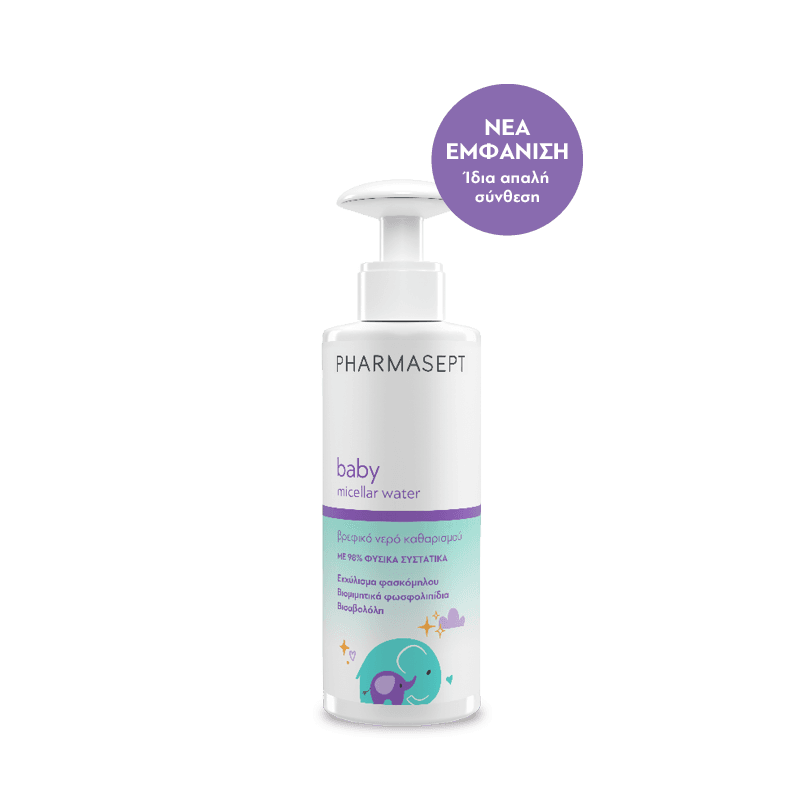 ΝΕΑ
ΕΜΦΑΝΙΣΗ
Ίδια απαλή
σύνθεση
PHARMASEPT
baby
micellar water
βρεφικό νερό καθαρισμού
ΜΕ 98% ΦΥΣΙΚΑ ΣΥΣΤΑΤΙΚΑ
Εκχύλισμα φασκόμηλου
Βιομιμητικά φωσφολιπίδια
Βισαβολόλη